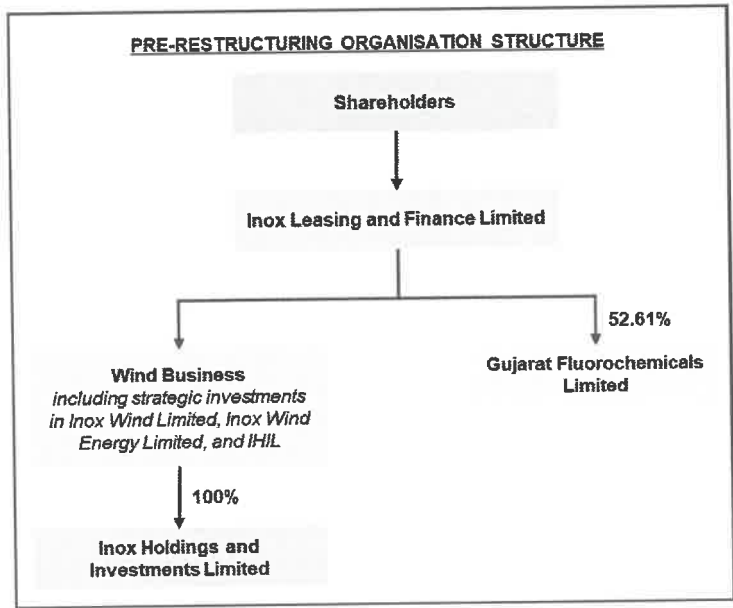 PRE-RESTRUCTURING ORGANISATION STRUCTURE
Shareholders
Inox Leasing and Finance Limited
52.61%
Wind Business
including strategic investments
in Inox Wind Limited, Inox Wind
Energy Limited, and IHIL
Gujarat Fluorochemicals
Limited
100%
Inox Holdings and
Investments Limited